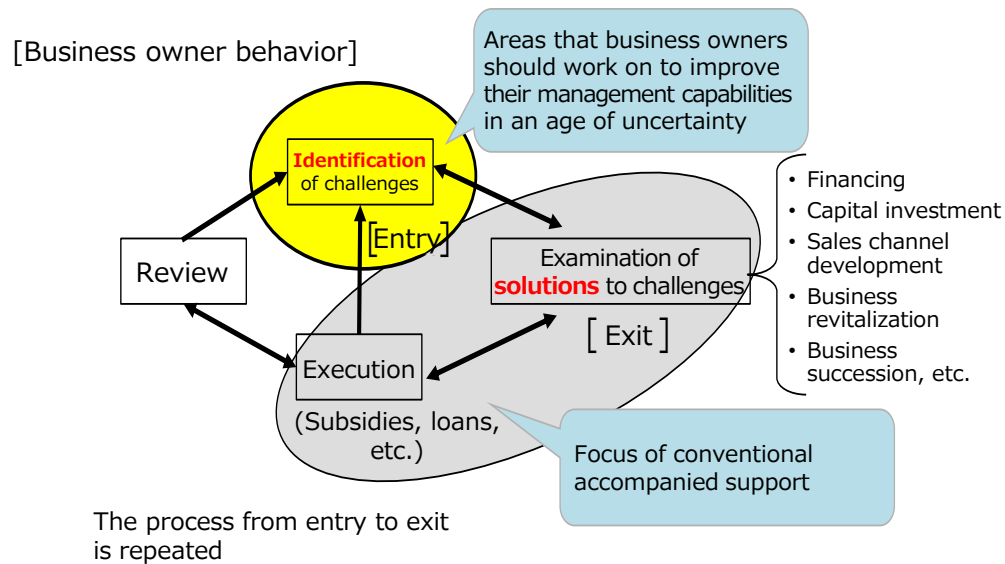 [Business owner behavior]
Areas that business owners
should work on to improve
their management capabilities
in an age of uncertainty
Identification
of challenges
[Entry]
Review
Examination of
solutions to challenges
[ Exit ]
• Financing
• Capital investment
• Sales channel
development
• Business
revitalization
• Business
succession, etc.
Execution
(Subsidies, loans,
etc.)
Focus of conventional
accompanied support
The process from entry to exit
is repeated